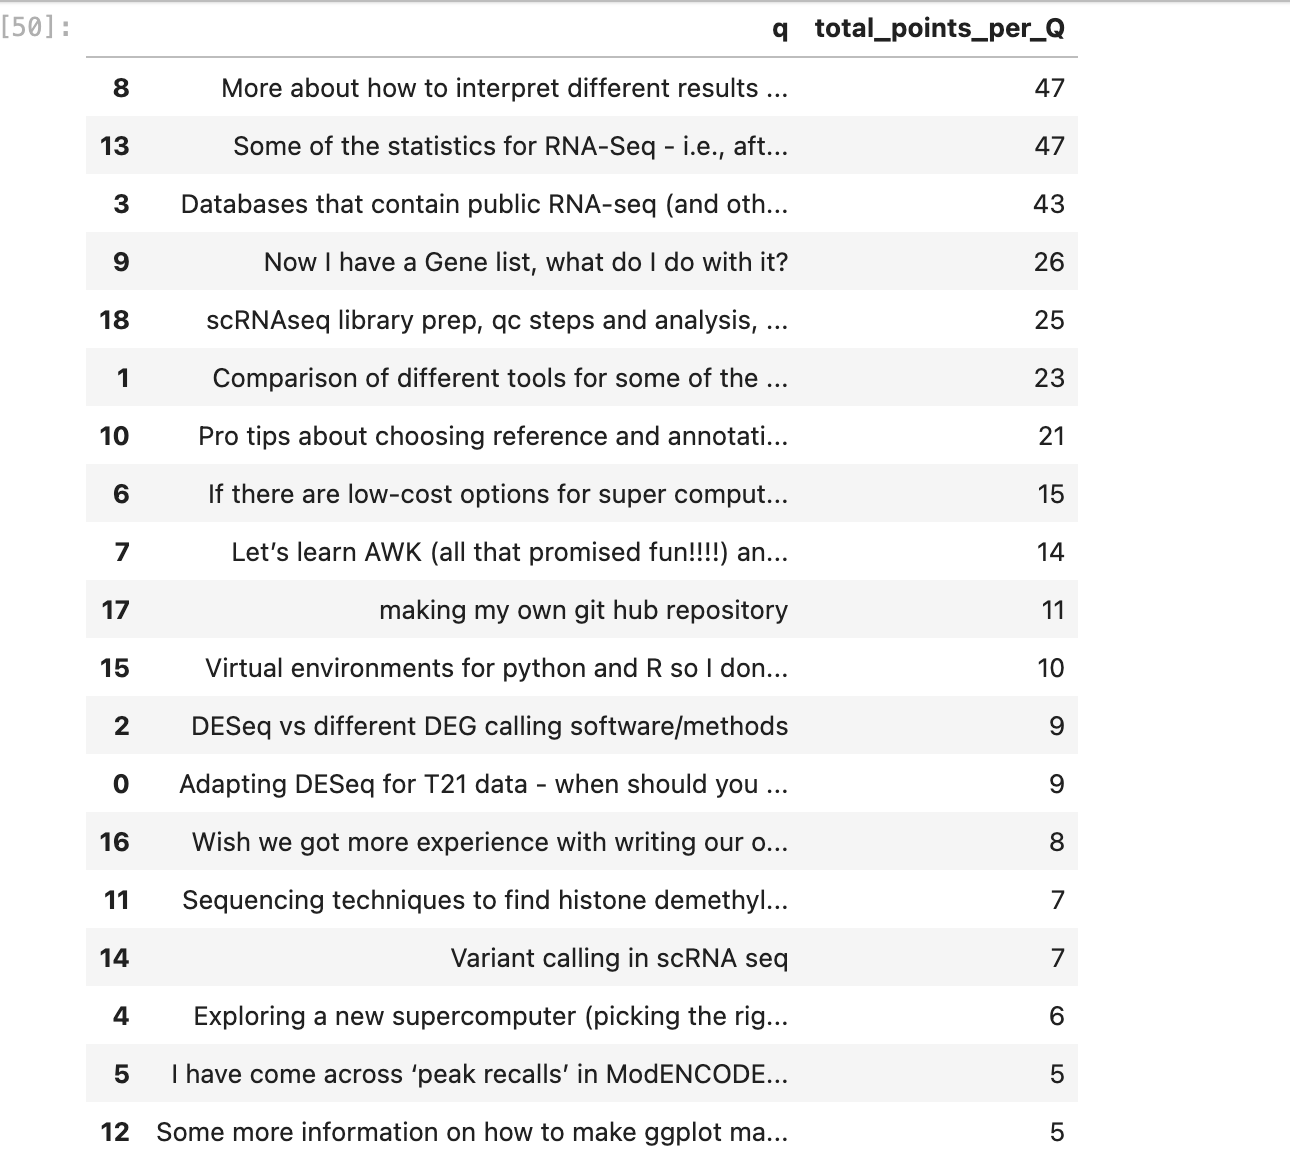 [50]:
q total_points_per_Q
8 More about how to interpret different results ... 47
13 Some of the statistics for RNA-Seq - i.e., aft... 47
3 Databases that contain public RNA-seq (and oth... 43
9 Now I have a Gene list, what do I do with it? 26
18 scRNAseq library prep, qc steps and analysis, ... 25
1 Comparison of different tools for some of the ... 23
10 Pro tips about choosing reference and annotati... 21
6 If there are low-cost options for super comput... 15
7 Let’s learn AWK (all that promised fun!!!!) an... 14
17 making my own git hub repository 11
15 Virtual environments for python and R so I don... 10
2 DESeq vs different DEG calling software/methods 9
0 Adapting DESeq for T21 data - when should you ... 9
16 Wish we got more experience with writing our o... 8
11 Sequencing techniques to find histone demethyl... 7
14 Variant calling in scRNA seq 7
4 Exploring a new supercomputer (picking the rig... 6
5 I have come across ‘peak recalls’ in ModENCODE... 5
12 Some more information on how to make ggplot ma... 5